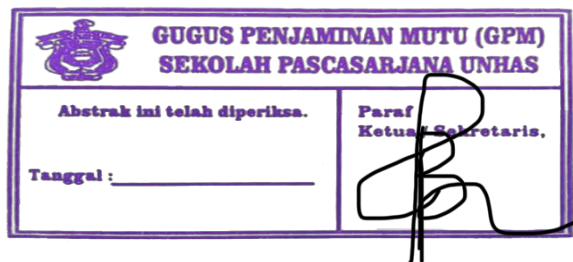 GUGUS PENJAMINAN MUTU (GPM)
SEKOLAH PASCASARJANA UNHAS
Abstrak ini telah diperiksa.
Tanggal :
Paraf
Ketua / Sekretaris,